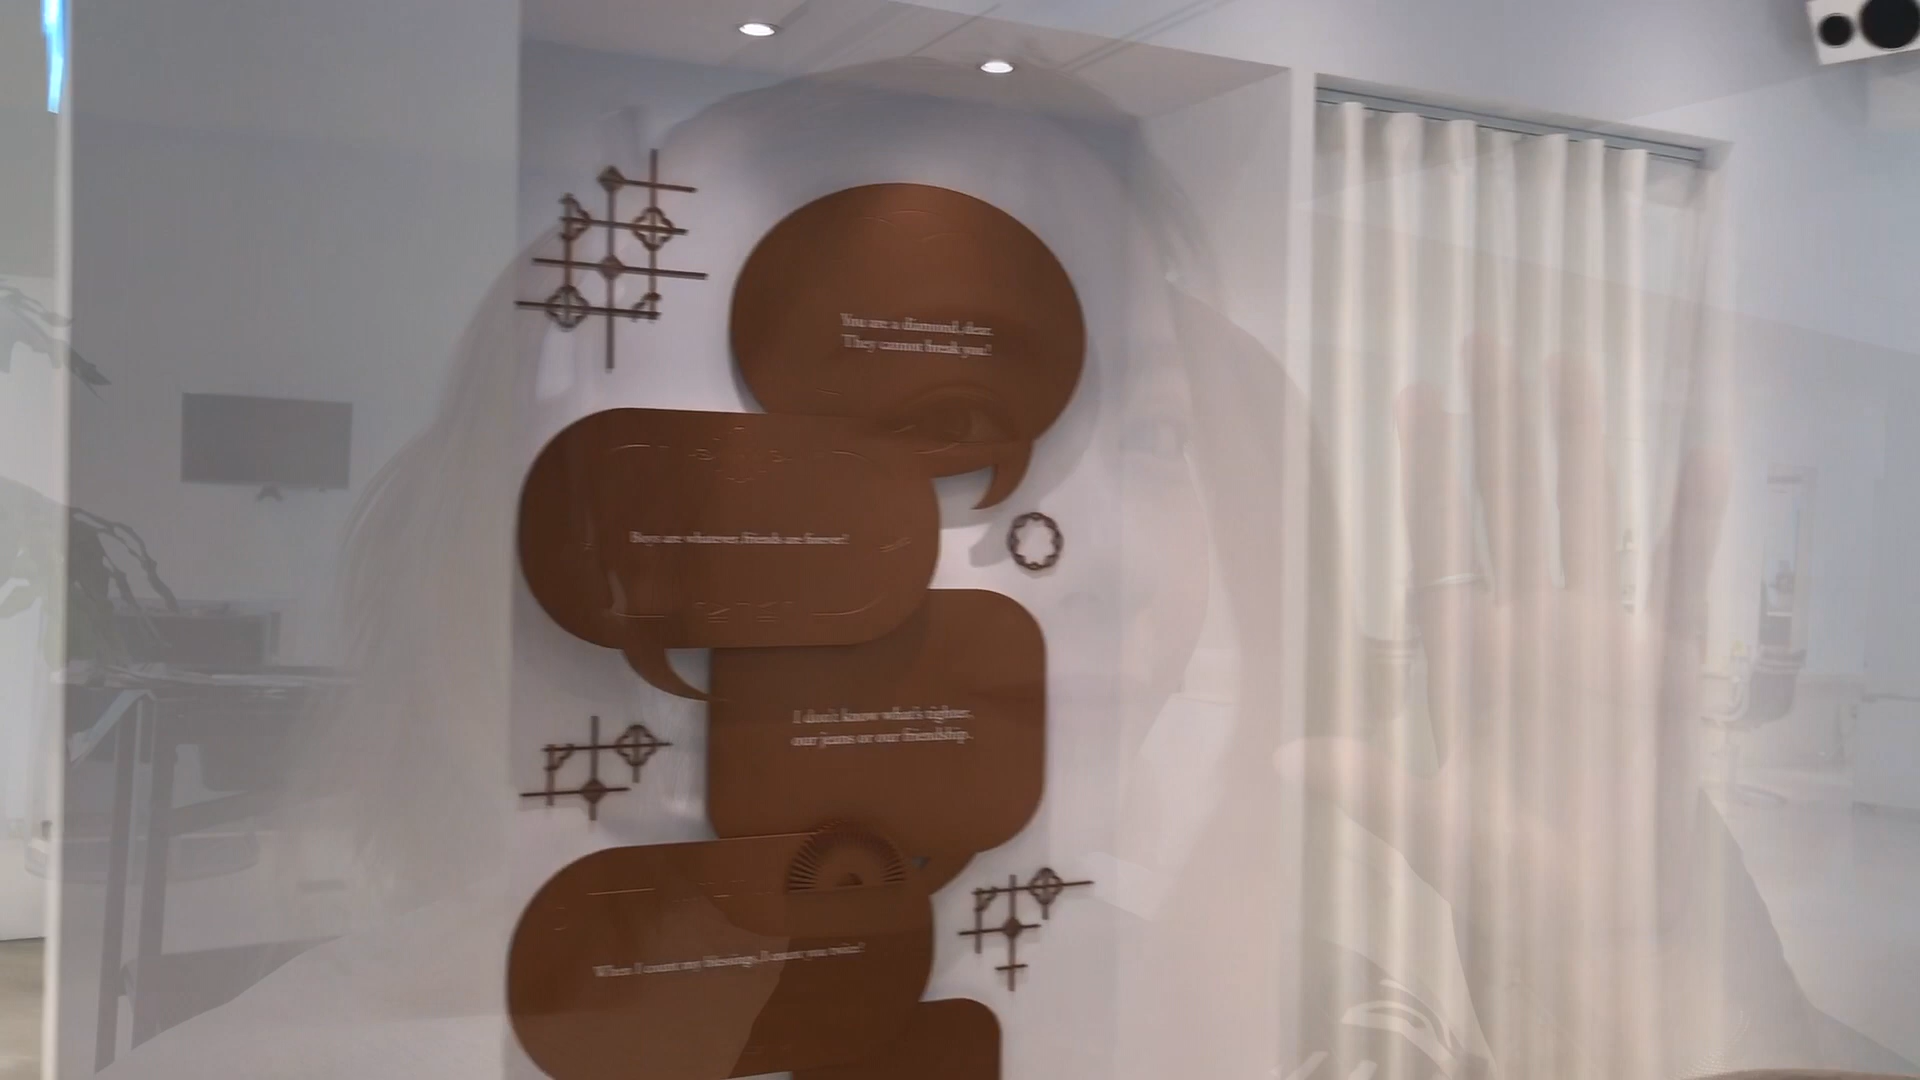 You are a diamond, dear.
They cannot break you!
Boys are whatever, friends are forever!
I don't know what's tighter,
our jeans or our friendship.
When I count my blessings, I count you twice!